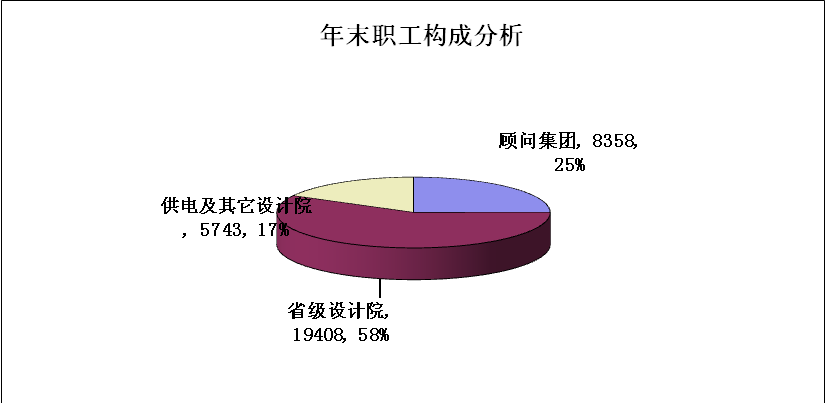 年末职工构成分析
顾问集团, 8358,
25%
供电及其它设计院
, 5743, 17%
省级设计院,
19408, 58%